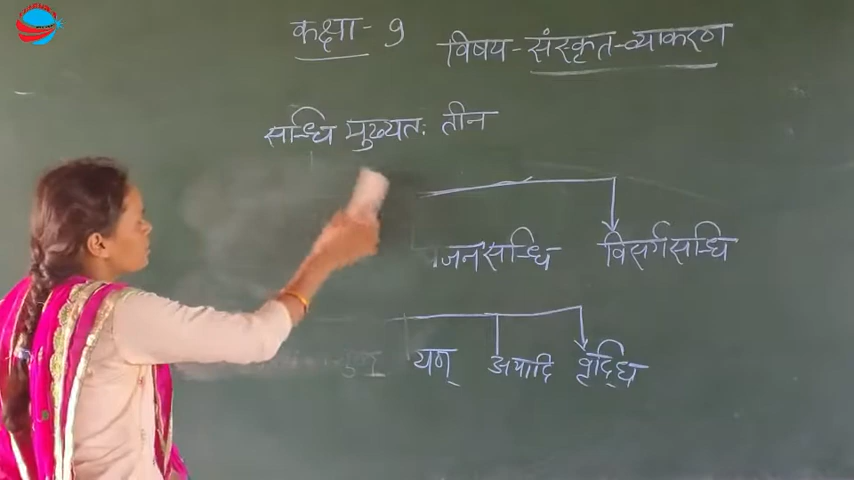 कक्षा - 9
विषय - संस्कृत-व्याकरण
सन्धि मुख्यतः तीन
जनसन्धि विसर्गसन्धि
यण् अयादि वृद्धि